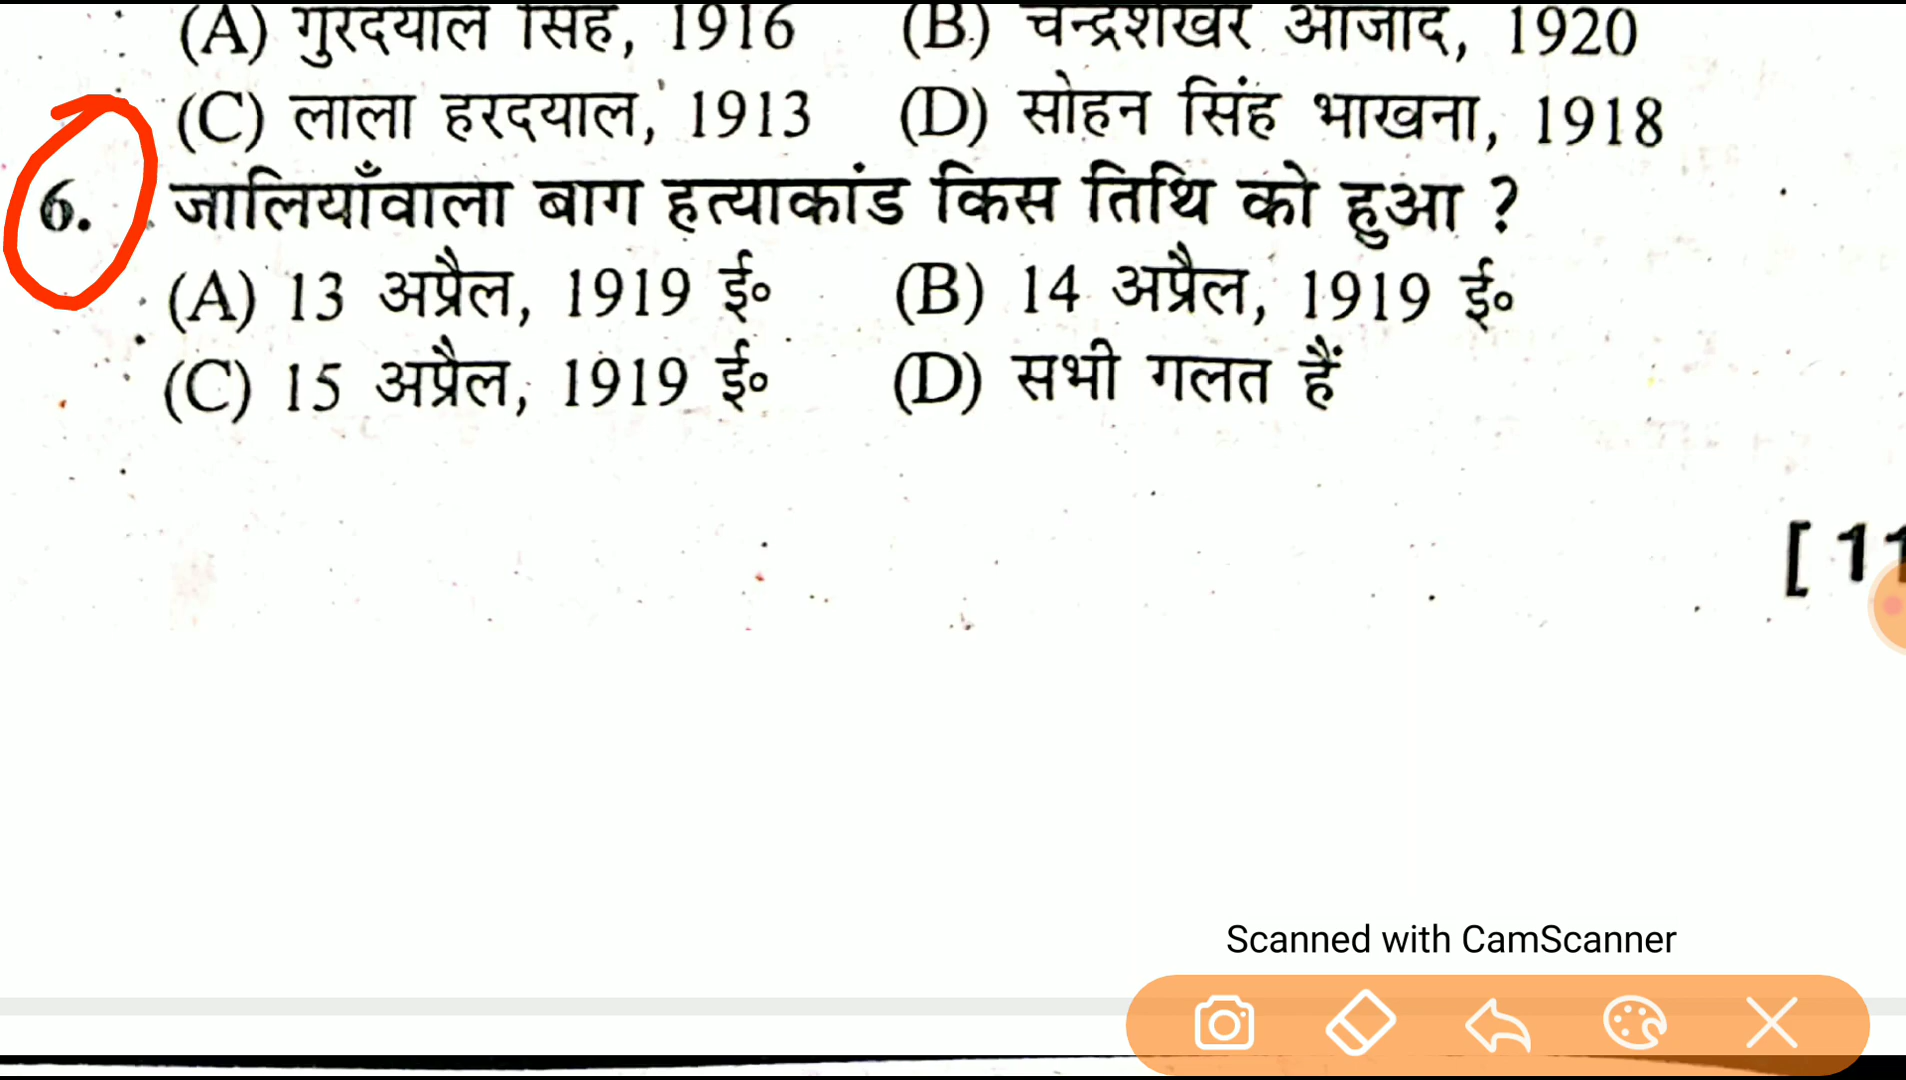 (A) गुरदयाल सिंह, 1916 (B) चन्द्रशेखर आजाद, 1920
(C) लाला हरदयाल, 1913 (D) सोहन सिंह भाखना, 1918
6. जालियाँवाला बाग हत्याकांड किस तिथि को हुआ ?
(A) 13 अप्रैल, 1919 ई० (B) 14 अप्रैल, 1919 ई०
(C) 15 अप्रैल, 1919 ई० (D) सभी गलत हैं
[ 11
Scanned with CamScanner